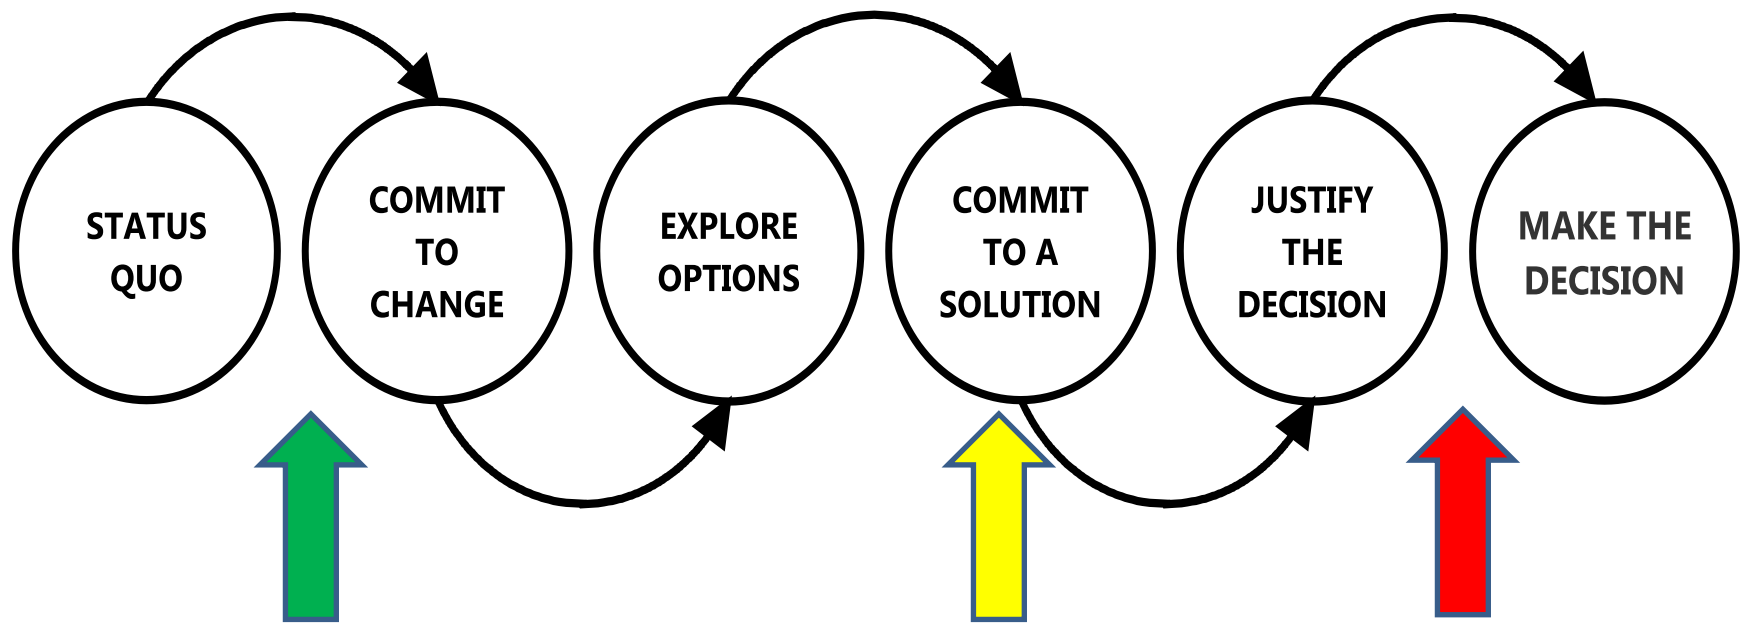 STATUS
QUO
COMMIT
TO
CHANGE
EXPLORE
OPTIONS
COMMIT
TO A
SOLUTION
JUSTIFY
THE
DECISION
MAKE THE
DECISION